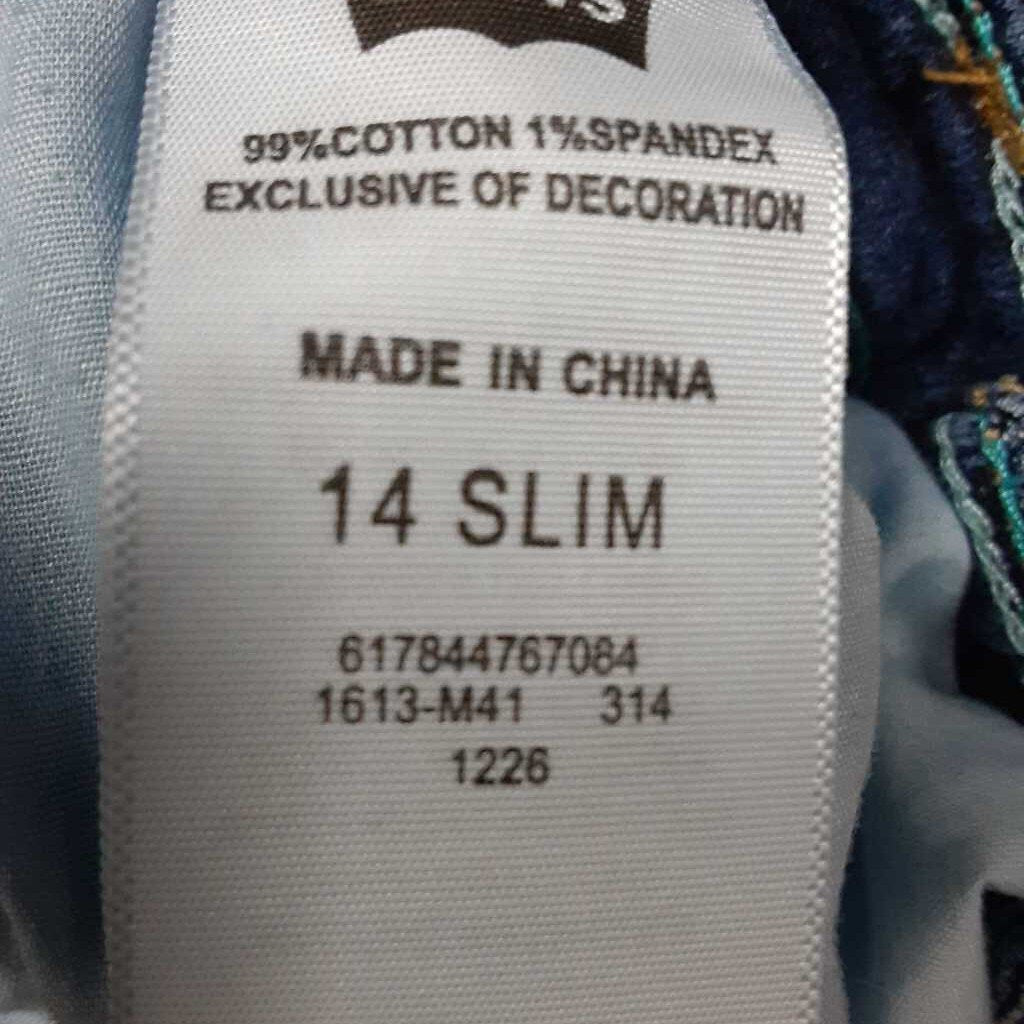 99%COTTON 1%SPANDEX
EXCLUSIVE OF DECORATION
MADE IN CHINA
14 SLIM
617844767084
1613-M41 314
1226